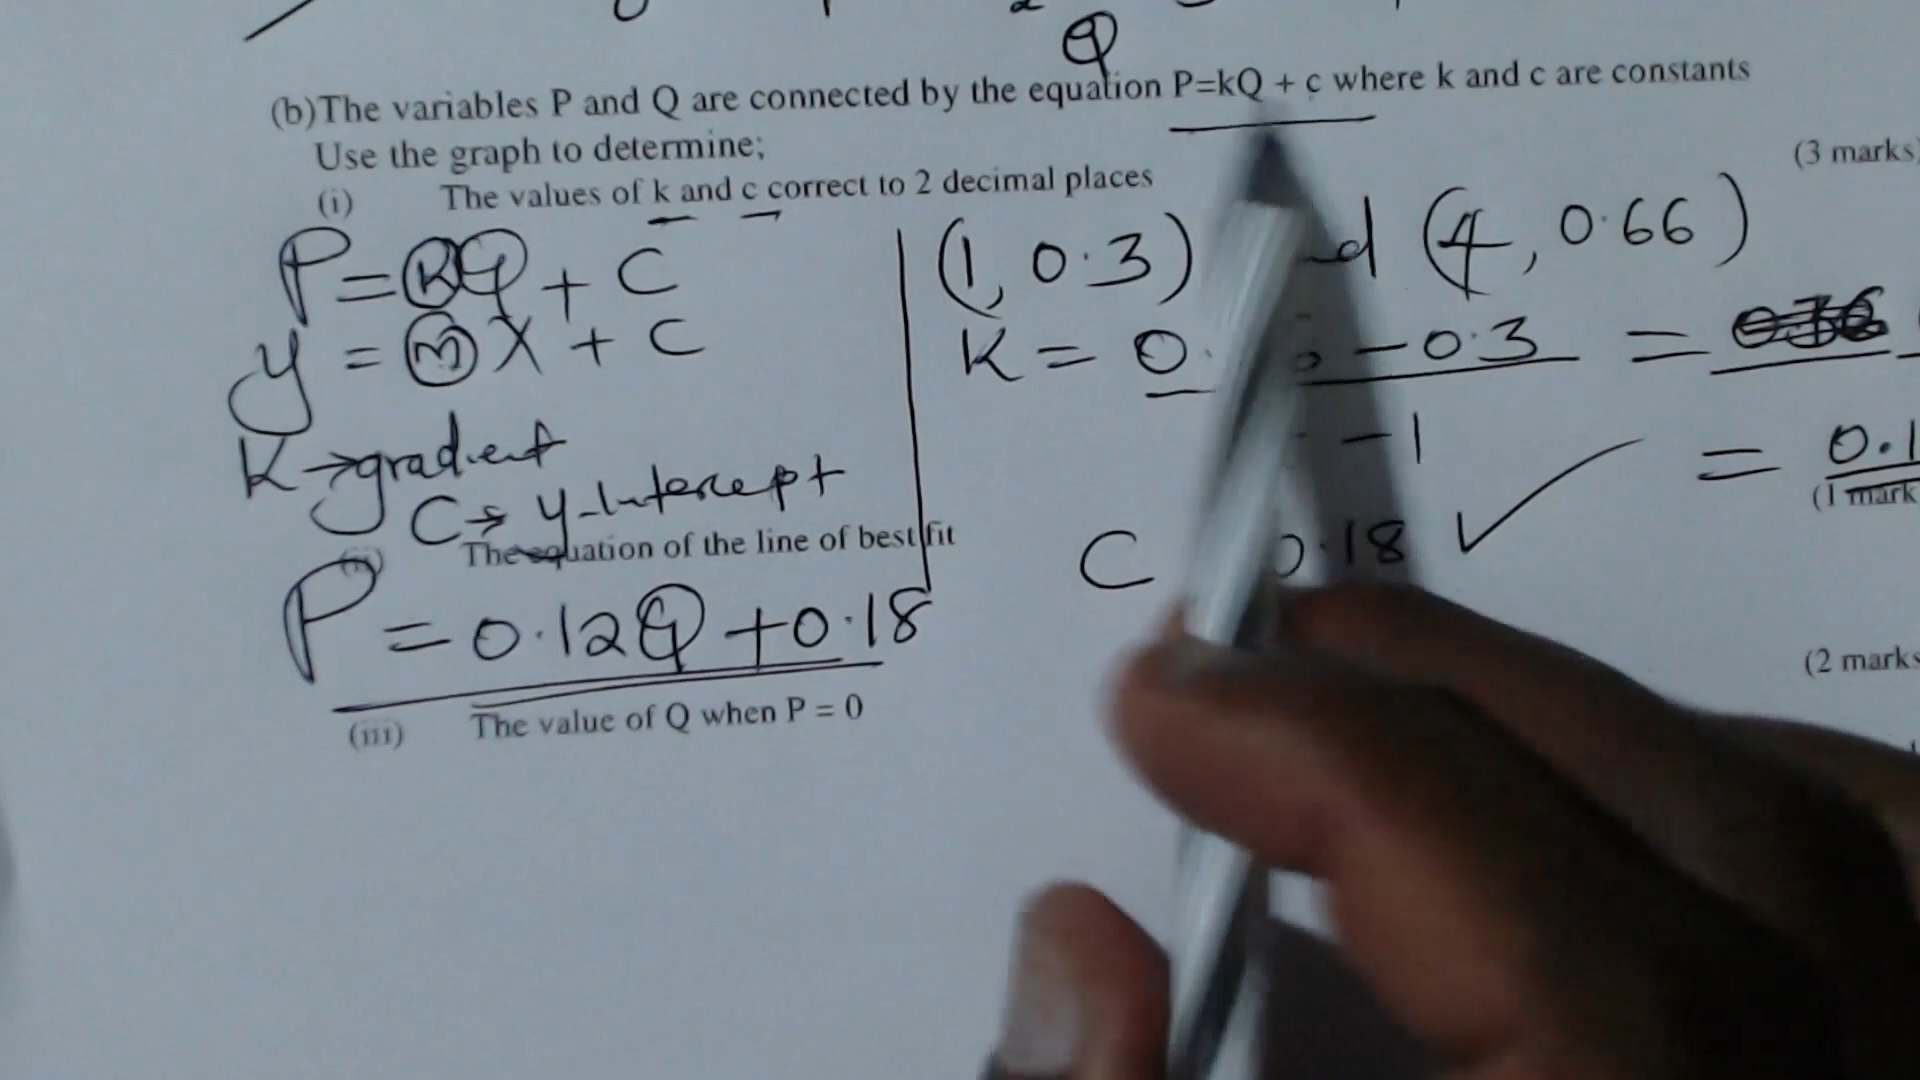 Q
(b)The variables P and Q are connected by the equation P=kQ + c where k and c are constants
Use the graph to determine;
(3 marks)
(i) The values of k and c correct to 2 decimal places
P=KQ + C
y = mx + C
K→gradient
C→ y-Intercept
(1, 0.3) (4, 0.66)
K = 0. -0.3 =
-1
= 0.1
(1 mark
C 0.18 ✓
(ii) The equation of the line of best fit
P = 0.12Q +0.18
(2 marks
(iii) The value of Q when P = 0